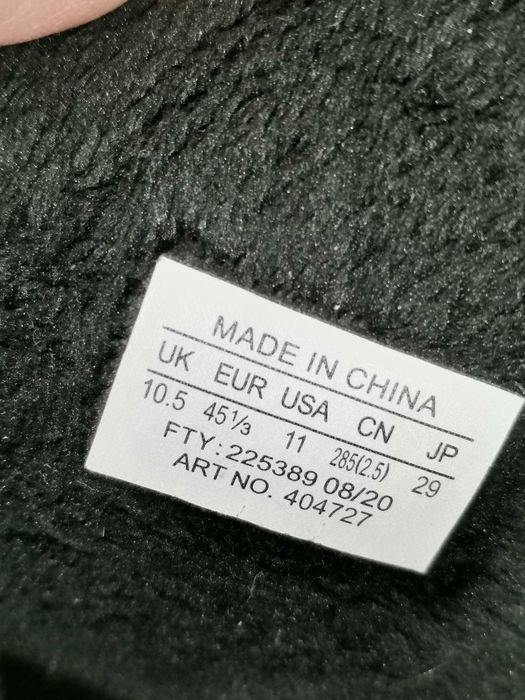 MADE IN CHINA
UK EUR USA CN JP
10.5 45⅓ 11 285(2.5) 29
FTY: 225389 08/20
ART NO. 404727